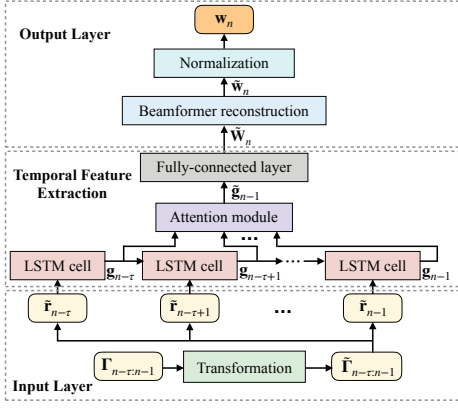 w_n
Output Layer
Normalization
w̃_n
Beamformer reconstruction
W̃_n
Fully-connected layer
Temporal Feature
Extraction
g̃_{n−1}
Attention module
...
LSTM cell g_{n−τ} LSTM cell g_{n−τ+1} ... LSTM cell g_{n−1}
r̃_{n−τ} r̃_{n−τ+1} ... r̃_{n−1}
Γ_{n−τ:n−1} Transformation Γ̃_{n−τ:n−1}
Input Layer